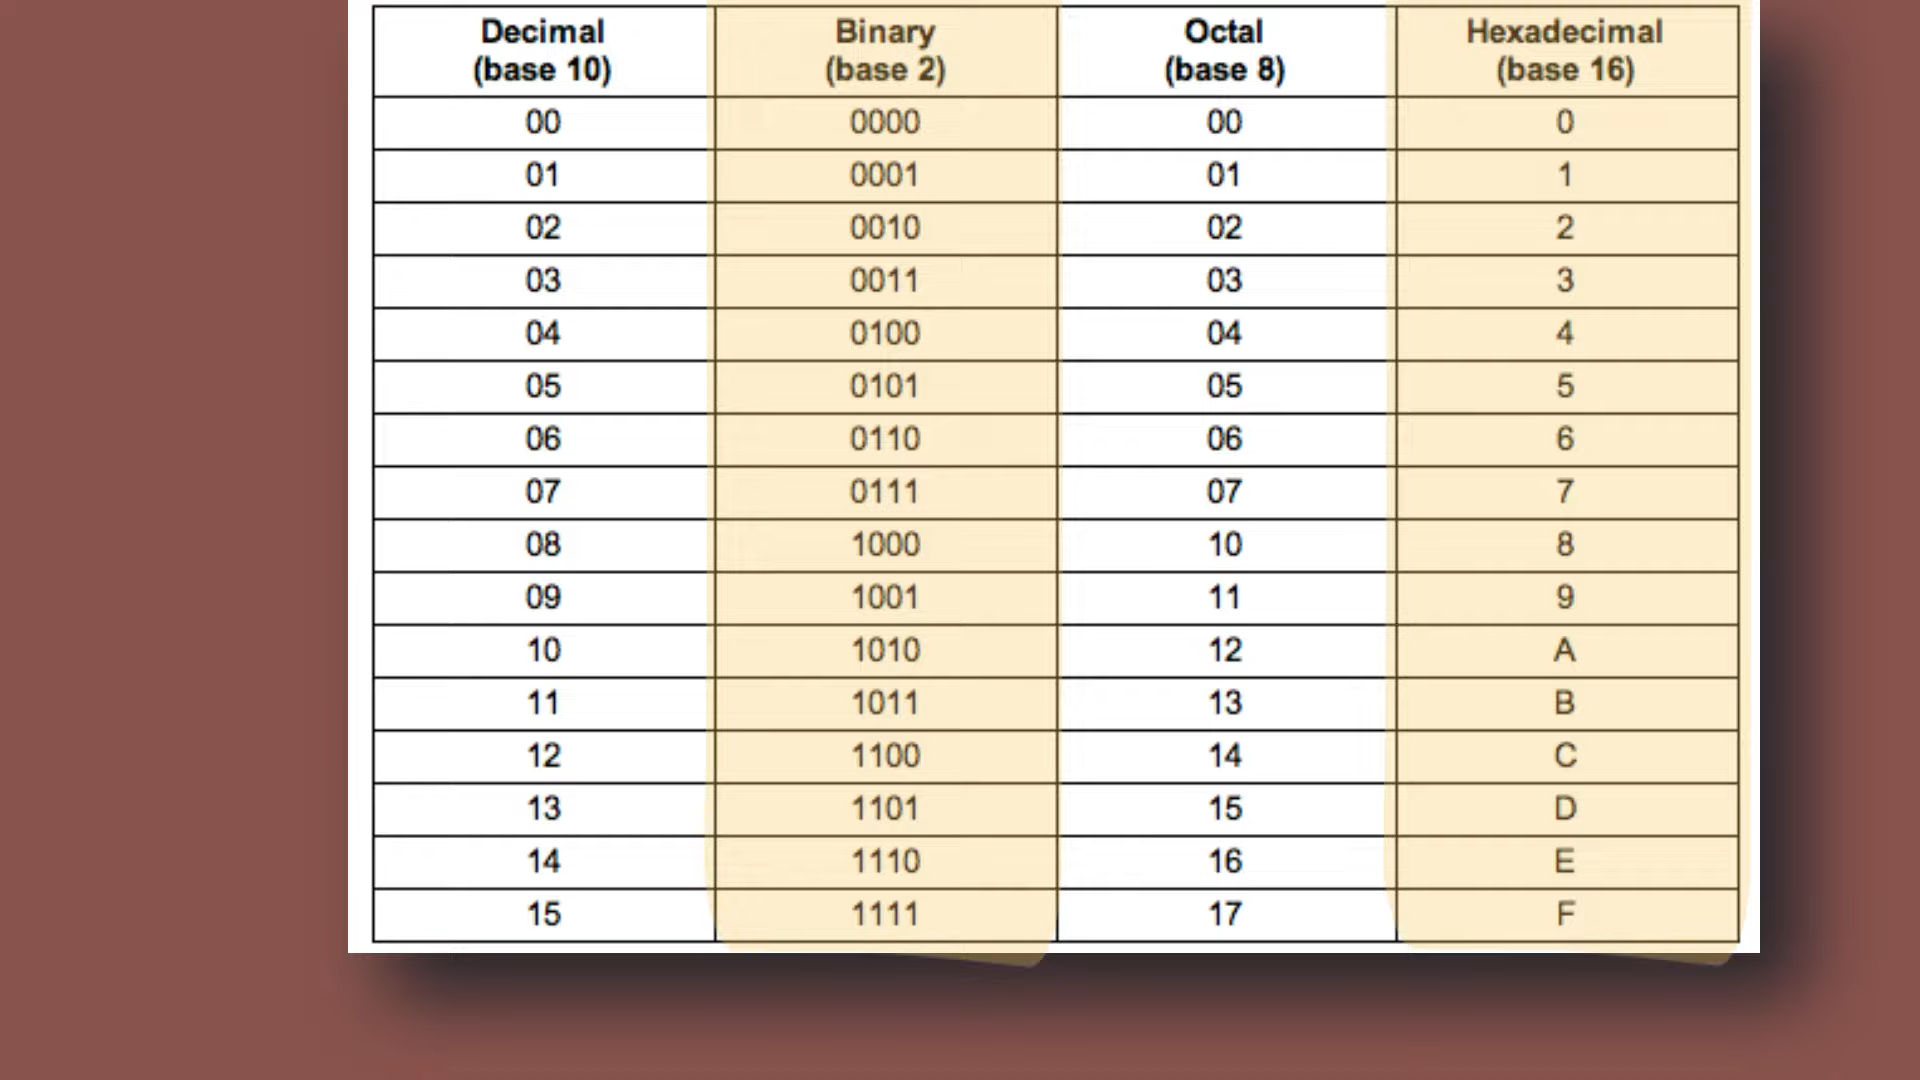 Decimal (base 10) Binary (base 2) Octal (base 8) Hexadecimal (base 16)
00 0000 00 0
01 0001 01 1
02 0010 02 2
03 0011 03 3
04 0100 04 4
05 0101 05 5
06 0110 06 6
07 0111 07 7
08 1000 10 8
09 1001 11 9
10 1010 12 A
11 1011 13 B
12 1100 14 C
13 1101 15 D
14 1110 16 E
15 1111 17 F